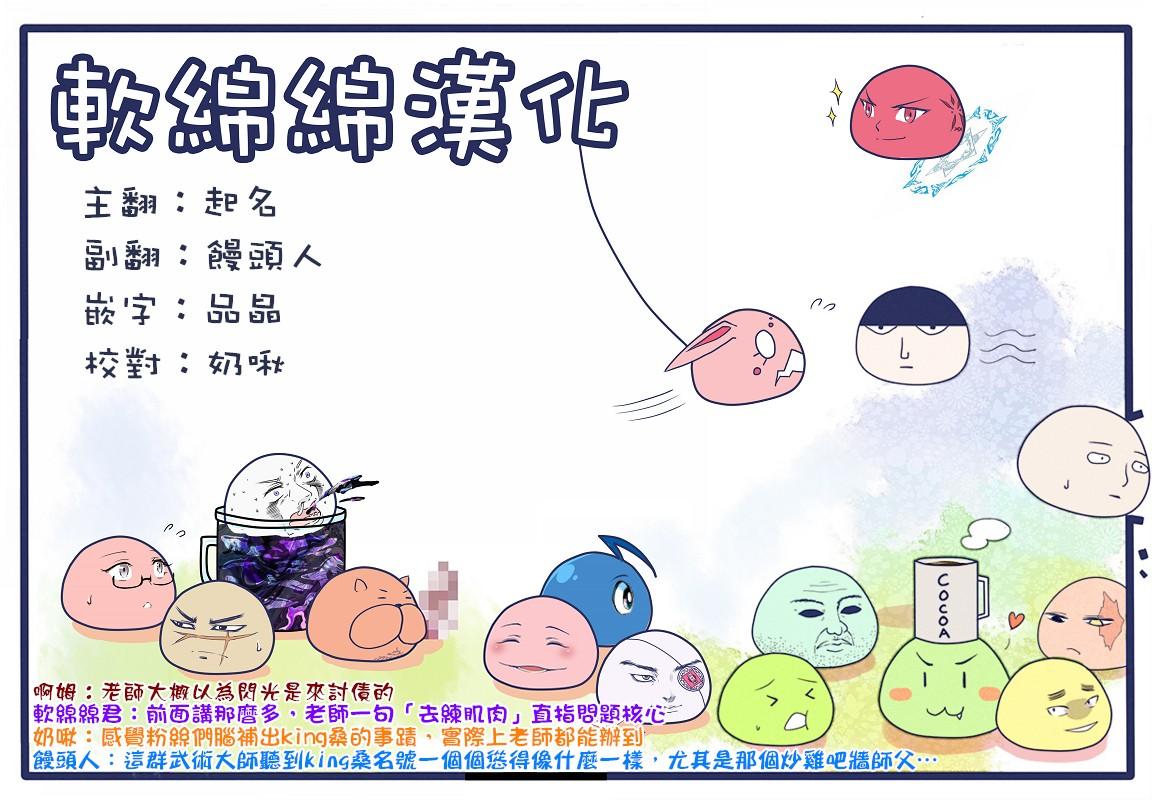 軟綿綿漢化
主翻：起名
副翻：饅頭人
嵌字：品晶
校對：奶啾
COCOA
啊姆：老師大概以為閃光是來討債的
軟綿綿君：前面講那麼多，老師一句「去練肌肉」直指問題核心
奶啾：感覺粉絲們腦補出king桑的事蹟，實際上老師都能辦到
饅頭人：這群武術大師聽到king桑名號一個個慫得像什麼一樣，尤其是那個炒雞吧牆師父…